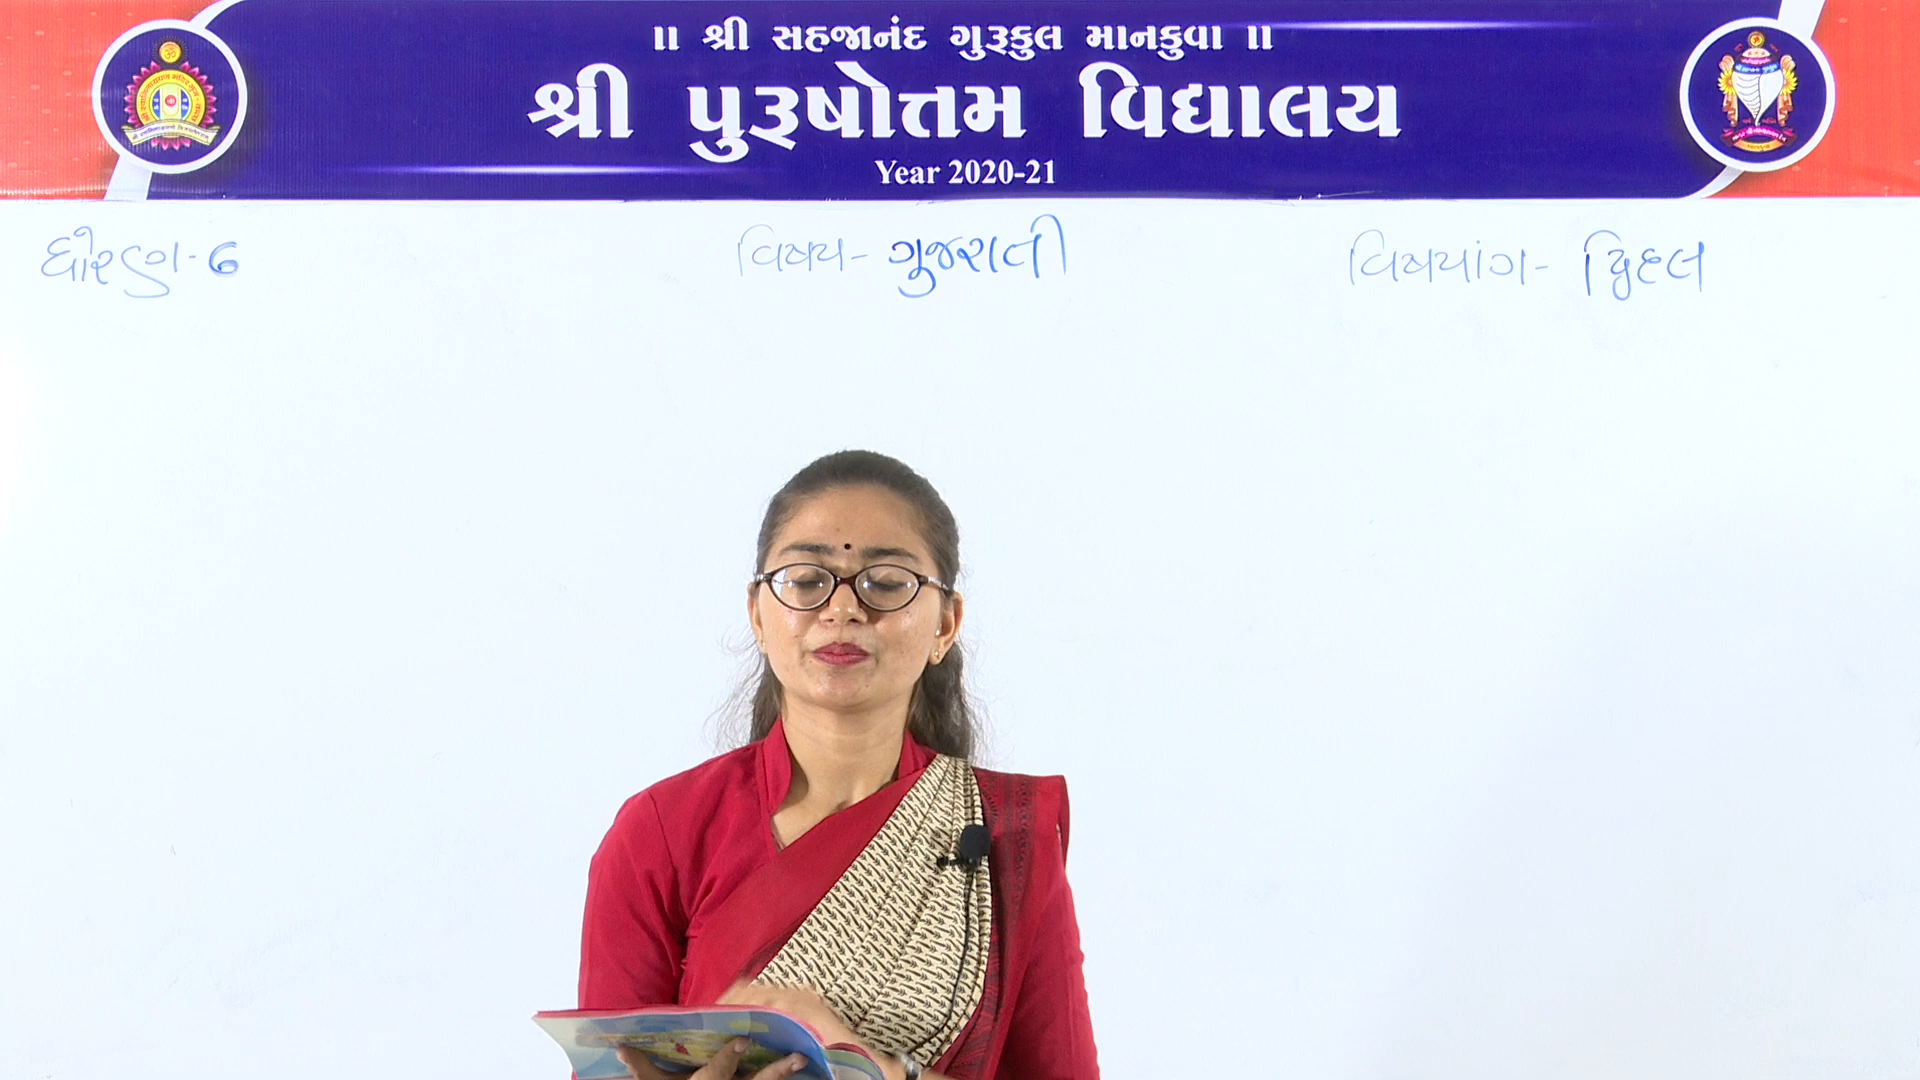 ॥ શ્રી સહજાનંદ ગુરૂકુલ માનકુવા ॥
શ્રી પુરૂષોત્તમ વિદ્યાલય
Year 2020-21
ધોરણ-6 વિષય- ગુજરાતી વિષયાંગ- દ્વિદલ